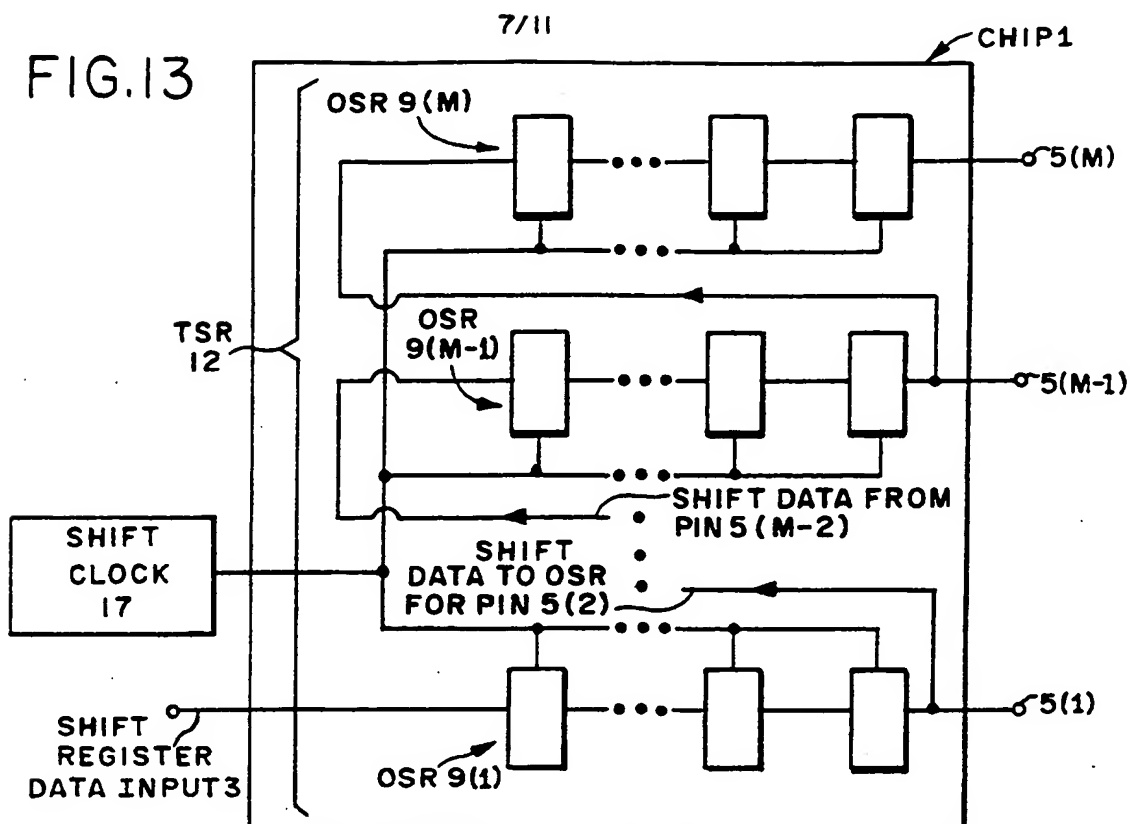 7/11
FIG.13
CHIP1
OSR 9(M)
5(M)
OSR
9(M-1)
TSR
12
5(M-1)
SHIFT DATA FROM
PIN 5(M-2)
SHIFT
CLOCK
17
SHIFT
DATA TO OSR
FOR PIN 5(2)
5(1)
SHIFT
REGISTER
DATA INPUT3
OSR 9(1)